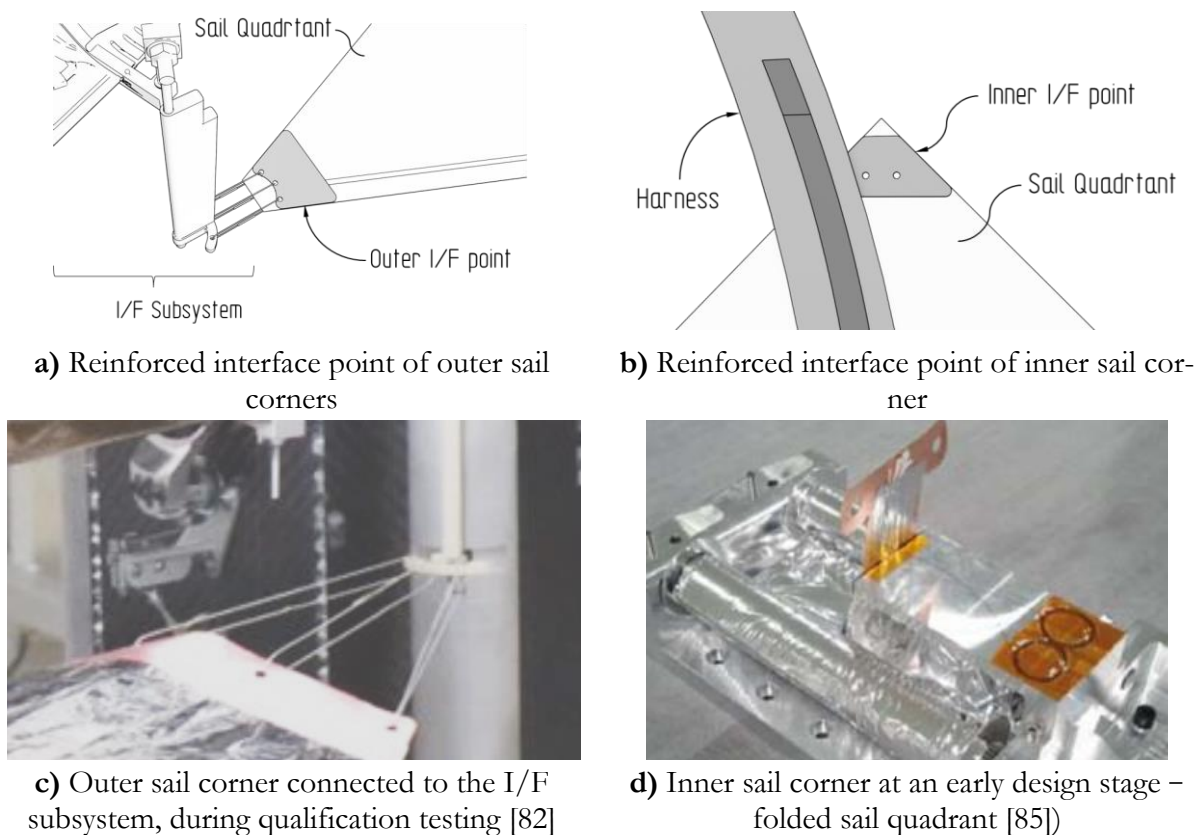 Sail Quadrtant
Outer I/F point
I/F Subsystem
Inner I/F point
Harness
Sail Quadrtant
a) Reinforced interface point of outer sail
corners
b) Reinforced interface point of inner sail cor-
ner
c) Outer sail corner connected to the I/F
subsystem, during qualification testing [82]
d) Inner sail corner at an early design stage –
folded sail quadrant [85])